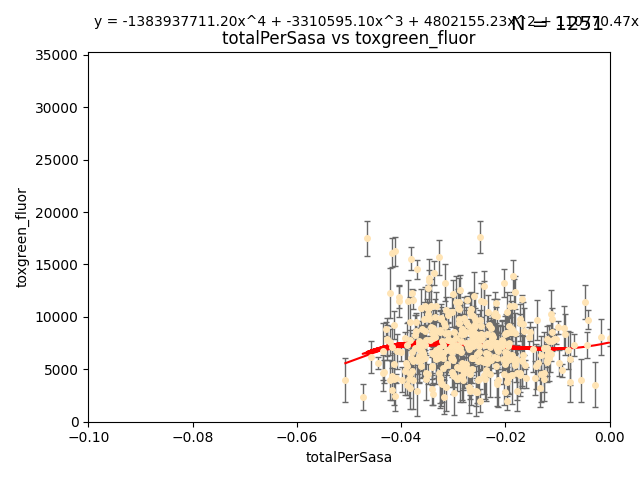 y = -1383937711.20x^4 + -3310595.10x^3 + 4802155.23x^2 +
N = 1251
totalPerSasa vs toxgreen_fluor
35000
30000
25000
20000
15000
10000
5000
0
toxgreen_fluor
−0.10
−0.08
−0.06
−0.04
−0.02
0.00
totalPerSasa